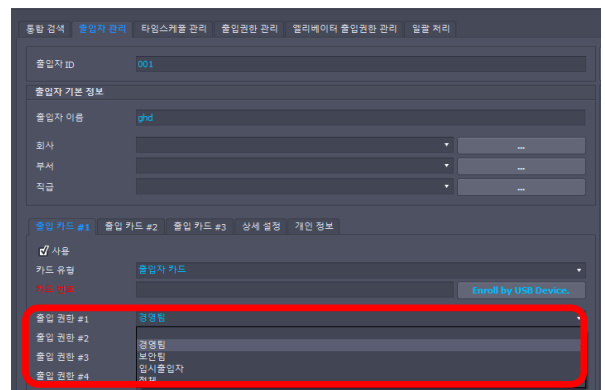 통합 검색 출입자 관리 타임스케쥴 관리 출입권한 관리 엘리베이터 출입권한 관리 일괄 처리
출입자 ID 001
출입자 기본 정보
출입자 이름 ghd
회사 ...
부서 ...
직급 ...
출입 카드 #1 출입 카드 #2 출입 카드 #3 상세 설정 개인 정보
사용
카드 유형 출입자 카드
Enroll by USB Device.
출입 권한 #1 경영팀
출입 권한 #2
경영팀
출입 권한 #3 보안팀
임시출입자
출입 권한 #4 전체